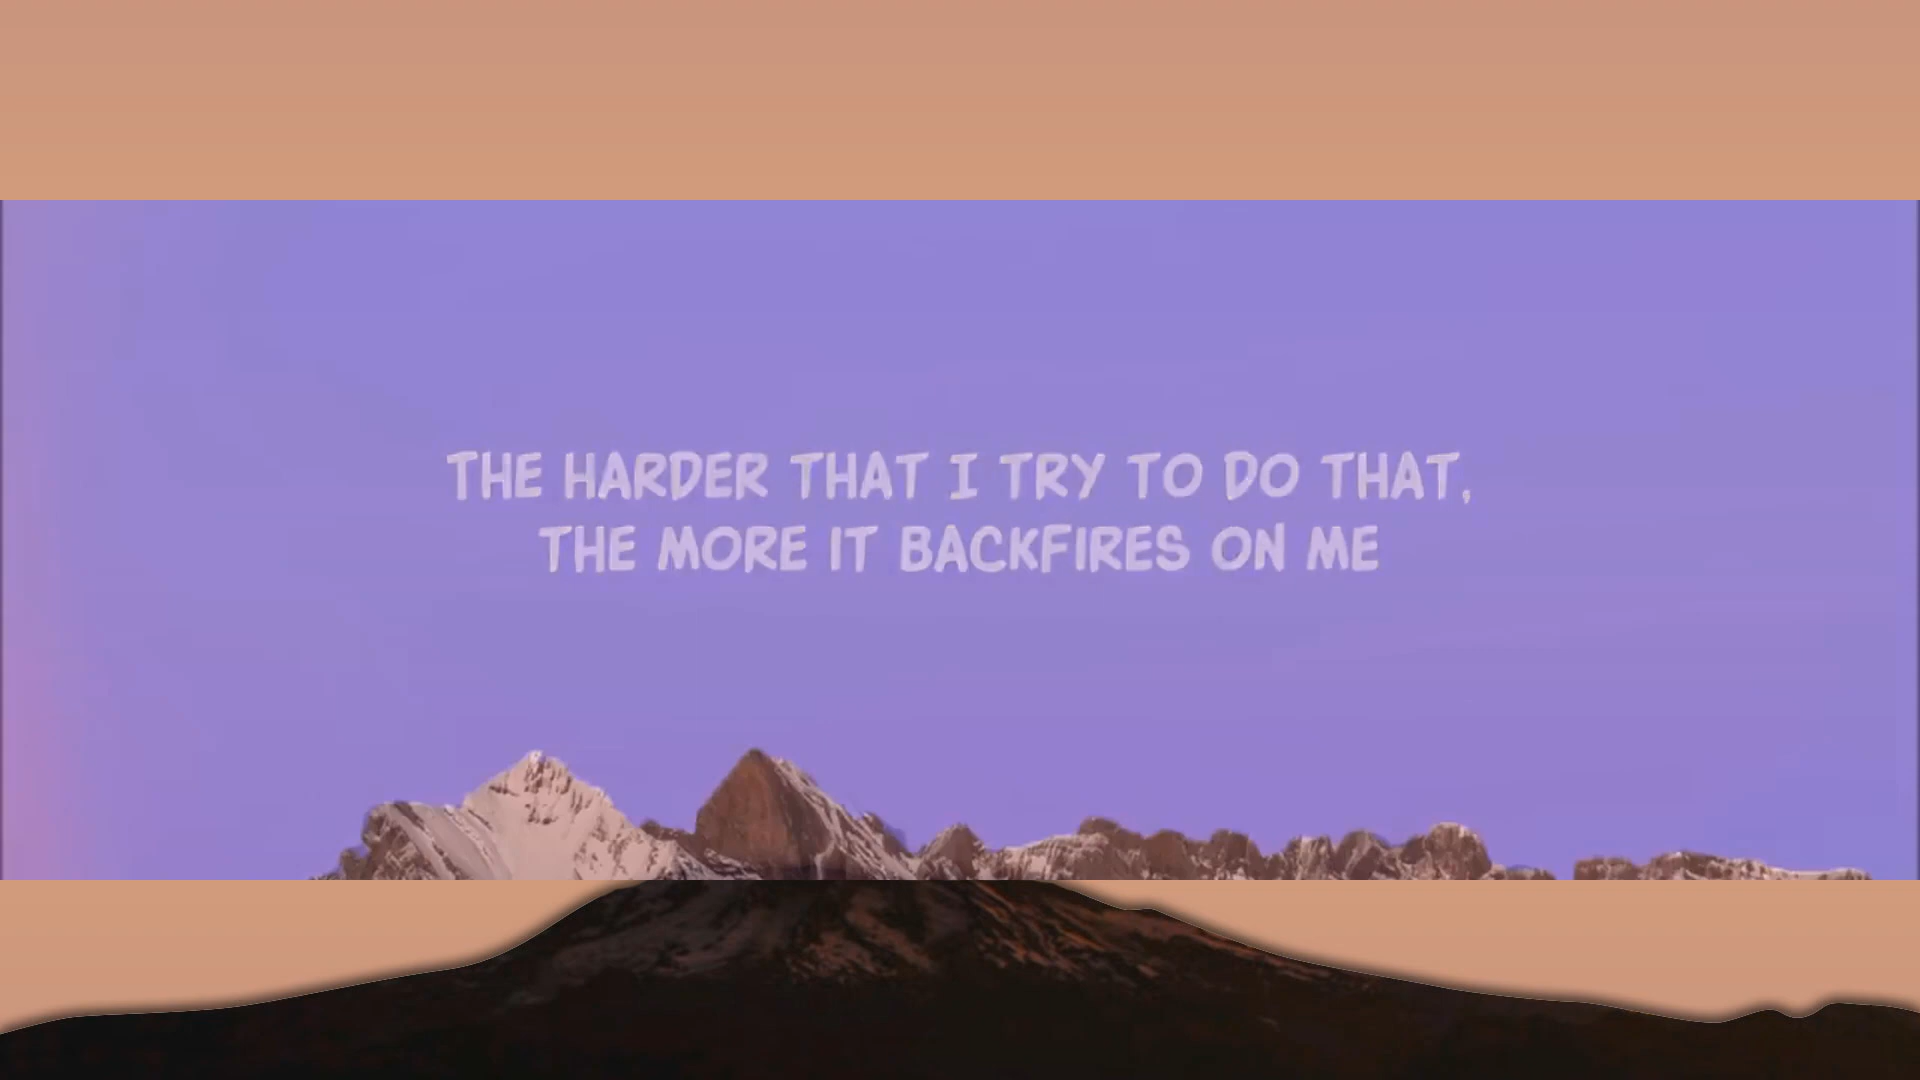 THE HARDER THAT I TRY TO DO THAT,
THE MORE IT BACKFIRES ON ME